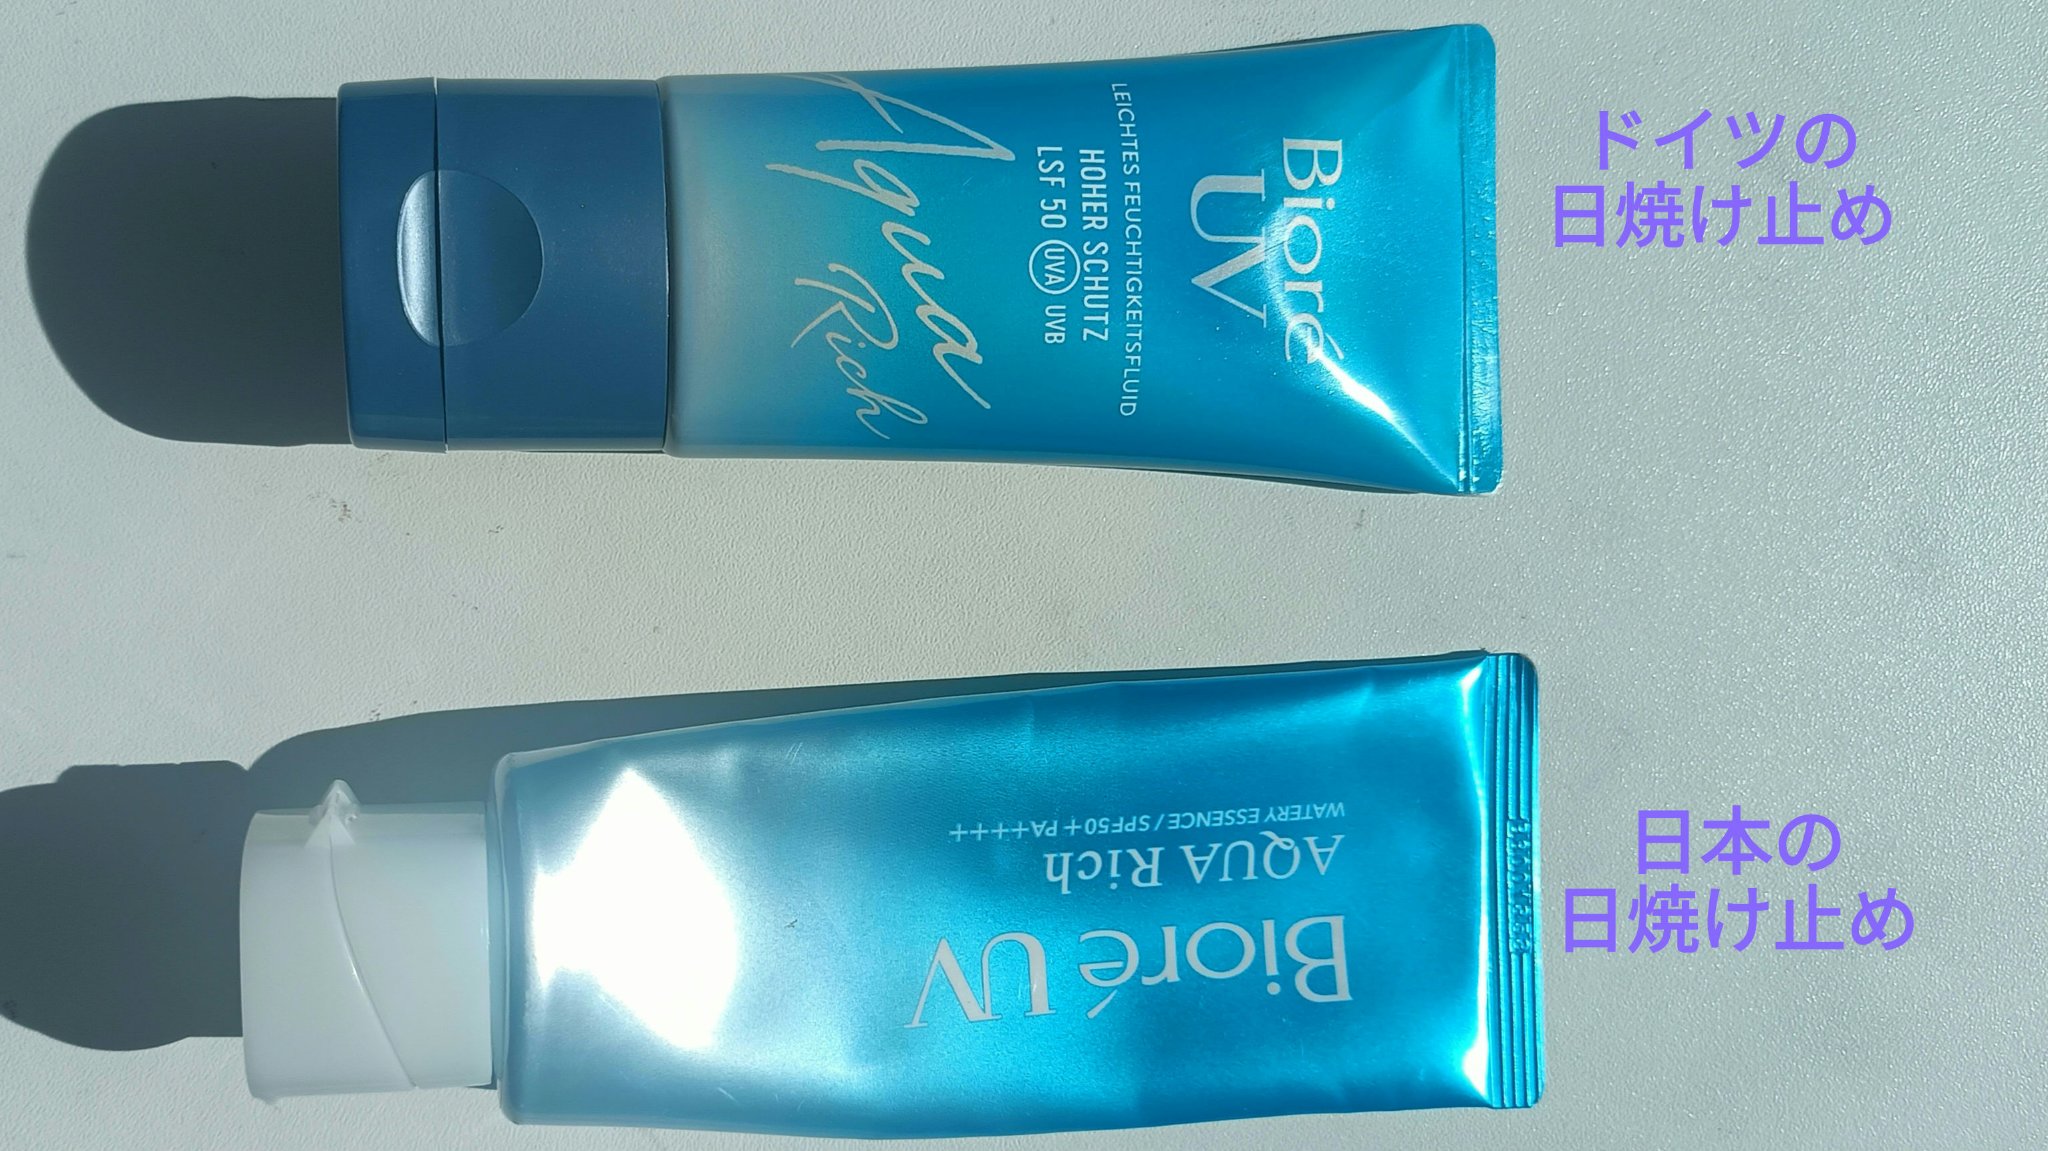 Bioré
UV
LEICHTES FEUCHTIGKEITSFLUID
HOHER SCHUTZ
LSF 50 UVA UVB
Aqua
Rich
ドイツの
日焼け止め
Bioré UV
AQUA Rich
WATERY ESSENCE/SPF50+PA++++
日本の
日焼け止め